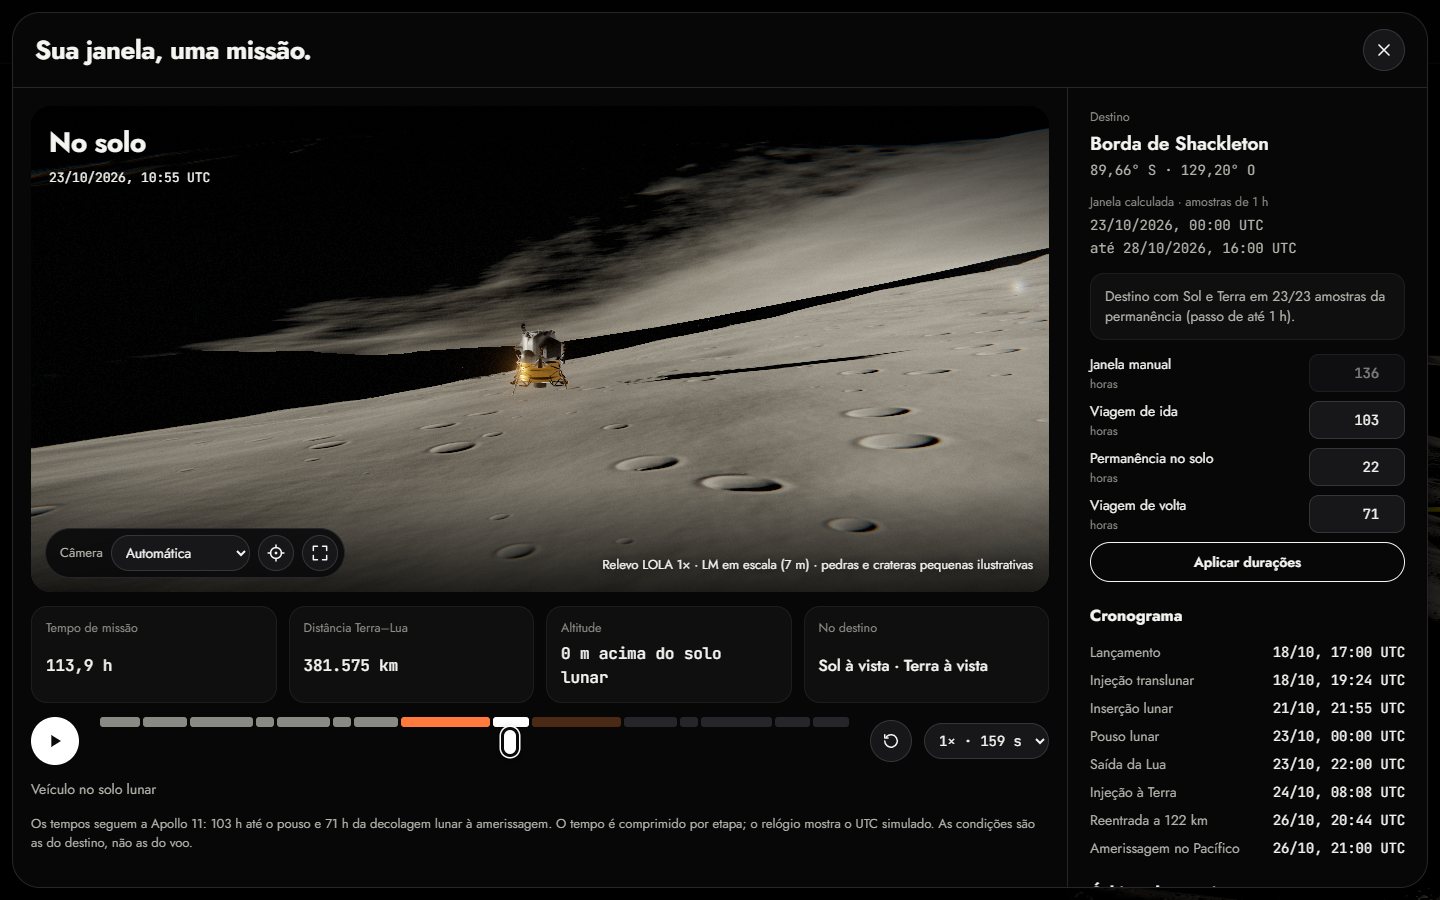 Sua janela, uma missão.
No solo
23/10/2026, 10:55 UTC
Câmera
Automática
Relevo LOLA 1× · LM em escala (7 m) · pedras e crateras pequenas ilustrativas
Tempo de missão
113,9 h
Distância Terra–Lua
381.575 km
Altitude
0 m acima do solo
lunar
No destino
Sol à vista · Terra à vista
1× · 159 s
Veículo no solo lunar
Os tempos seguem a Apollo 11: 103 h até o pouso e 71 h da decolagem lunar à amerissagem. O tempo é comprimido por etapa; o relógio mostra o UTC simulado. As condições são
as do destino, não as do voo.
Destino
Borda de Shackleton
89,66° S · 129,20° O
Janela calculada · amostras de 1 h
23/10/2026, 00:00 UTC
até 28/10/2026, 16:00 UTC
Destino com Sol e Terra em 23/23 amostras da
permanência (passo de até 1 h).
Janela manual
horas
136
Viagem de ida
horas
103
Permanência no solo
horas
22
Viagem de volta
horas
71
Aplicar durações
Cronograma
Lançamento 18/10, 17:00 UTC
Injeção translunar 18/10, 19:24 UTC
Inserção lunar 21/10, 21:55 UTC
Pouso lunar 23/10, 00:00 UTC
Saída da Lua 23/10, 22:00 UTC
Injeção à Terra 24/10, 08:08 UTC
Reentrada a 122 km 26/10, 20:44 UTC
Amerissagem no Pacífico 26/10, 21:00 UTC